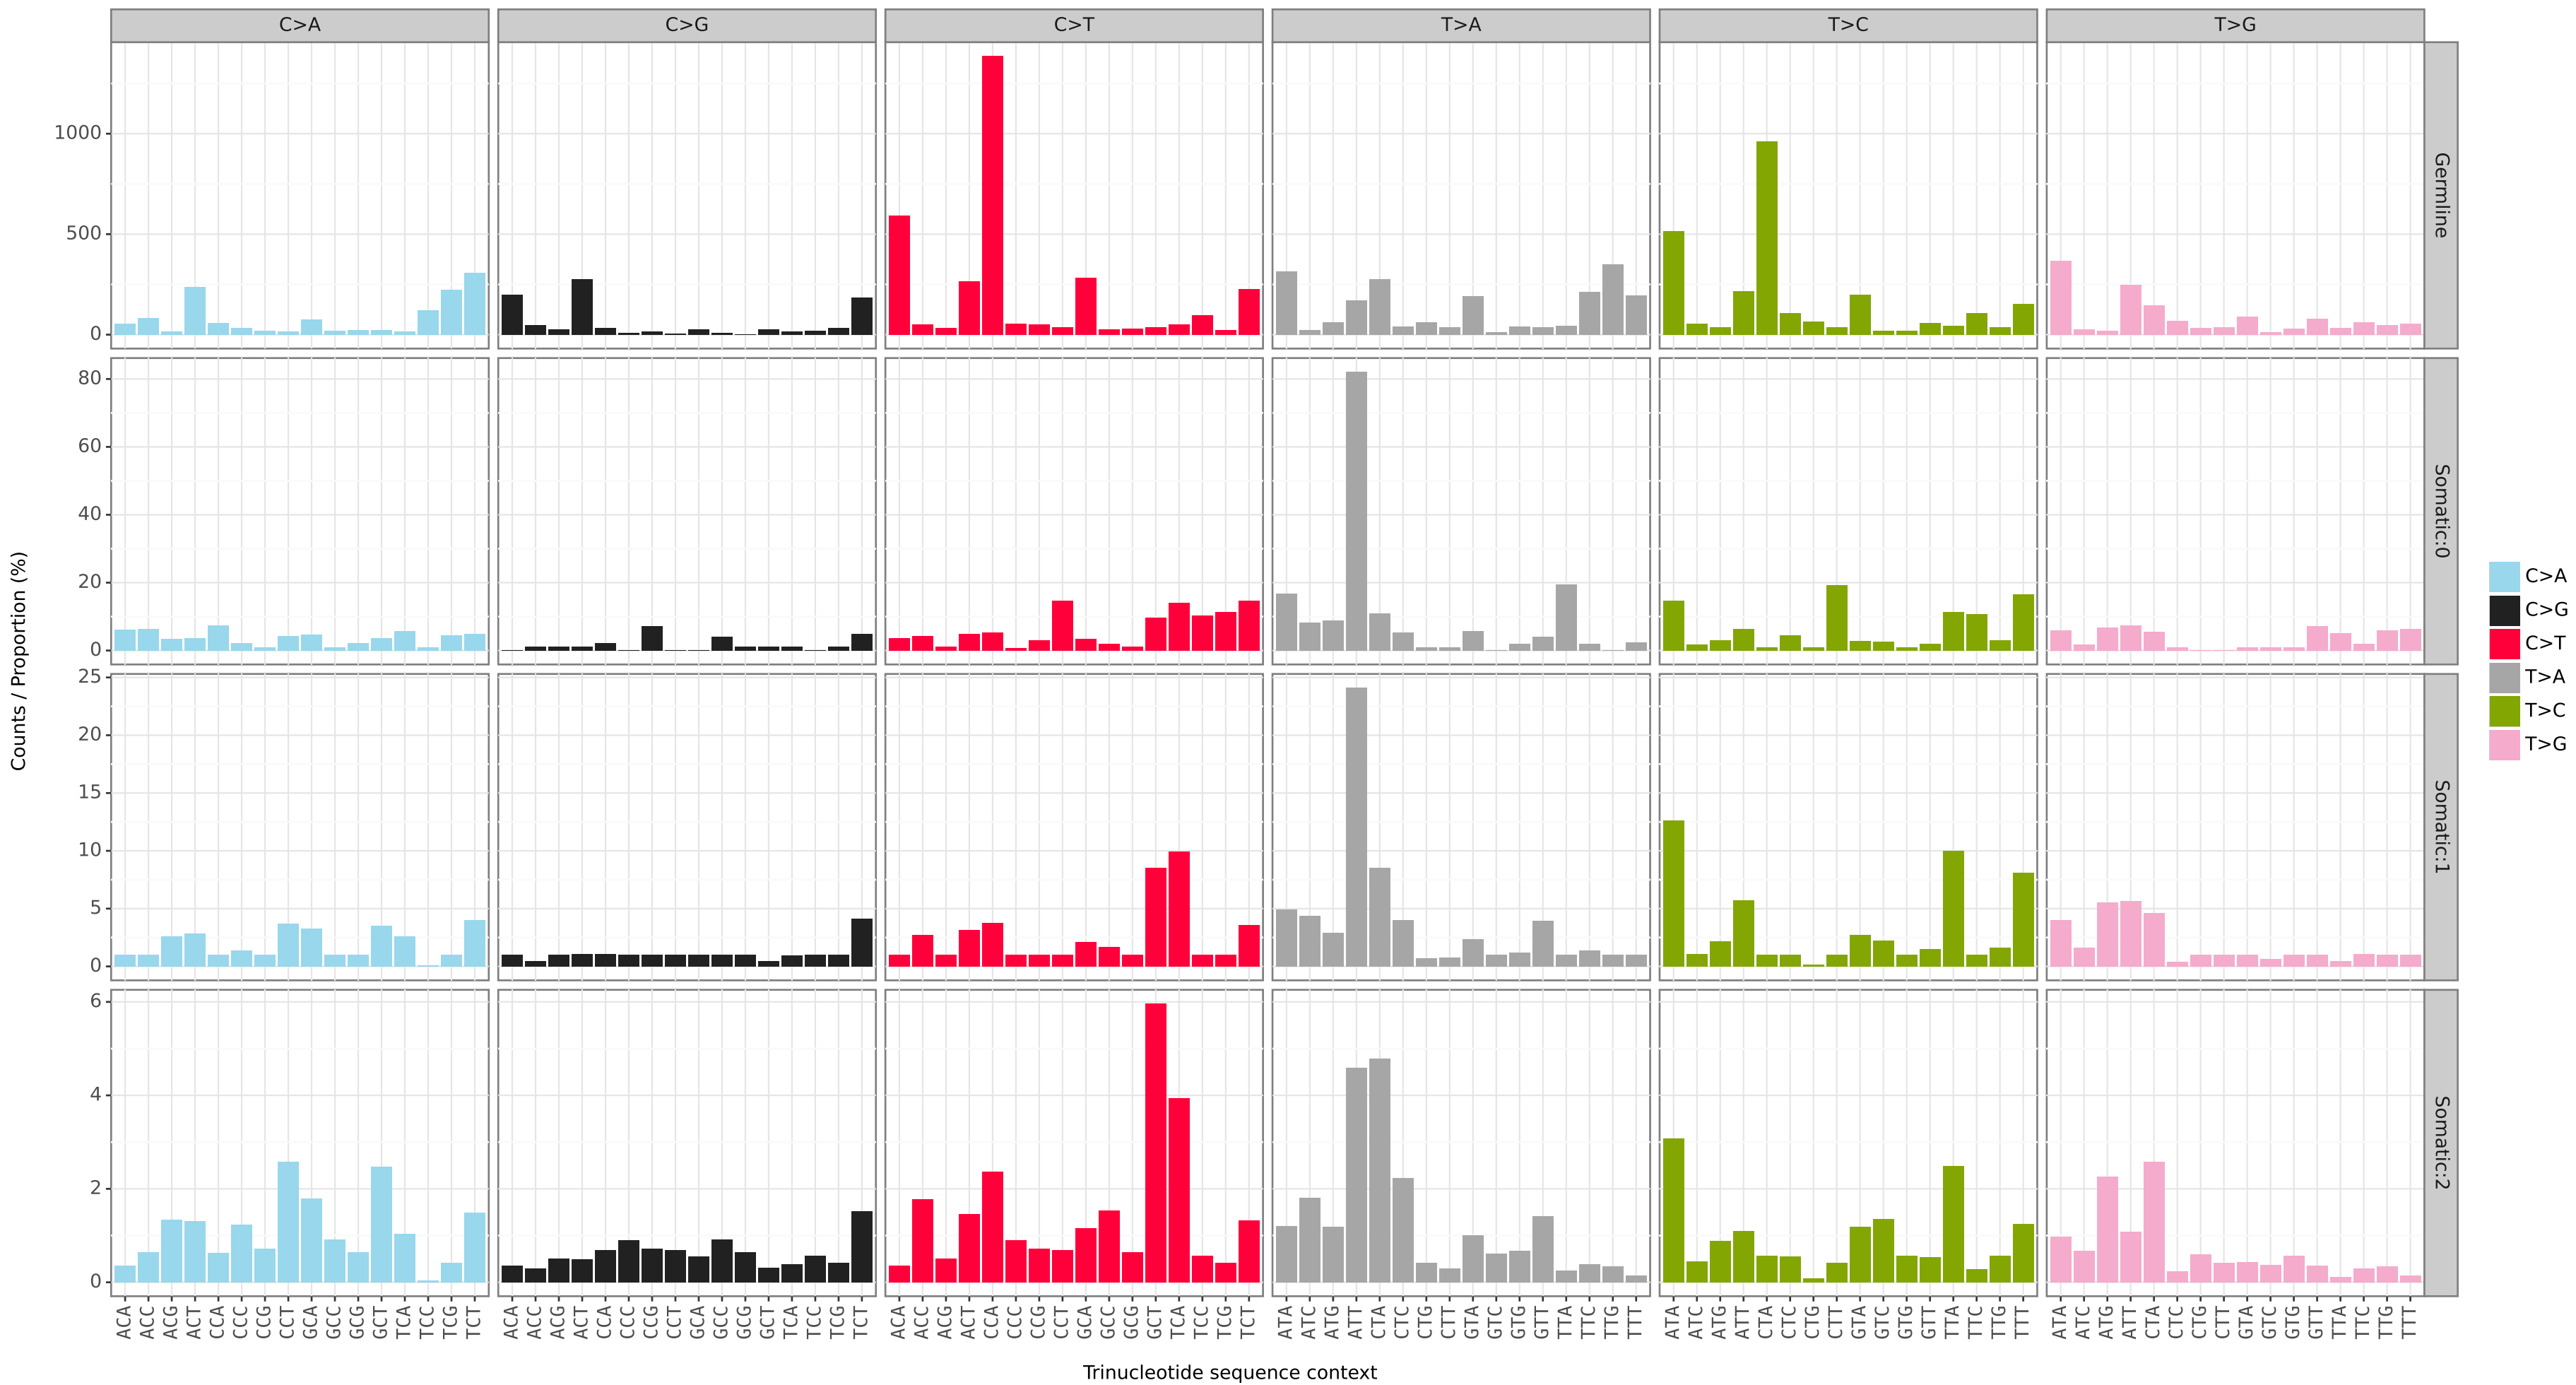 C>A C>G C>T T>A T>C T>G
Germline
1000
500
0
Somatic:0
80
60
40
20
0
Somatic:1
25
20
15
10
5
0
Somatic:2
6
4
2
0
ACA ACC ACG ACT CCA CCC CCG CCT GCA GCC GCG GCT TCA TCC TCG TCT
ACA ACC ACG ACT CCA CCC CCG CCT GCA GCC GCG GCT TCA TCC TCG TCT
ACA ACC ACG ACT CCA CCC CCG CCT GCA GCC GCG GCT TCA TCC TCG TCT
ATA ATC ATG ATT CTA CTC CTG CTT GTA GTC GTG GTT TTA TTC TTG TTT
ATA ATC ATG ATT CTA CTC CTG CTT GTA GTC GTG GTT TTA TTC TTG TTT
ATA ATC ATG ATT CTA CTC CTG CTT GTA GTC GTG GTT TTA TTC TTG TTT
Trinucleotide sequence context
Counts / Proportion (%)
C>A
C>G
C>T
T>A
T>C
T>G